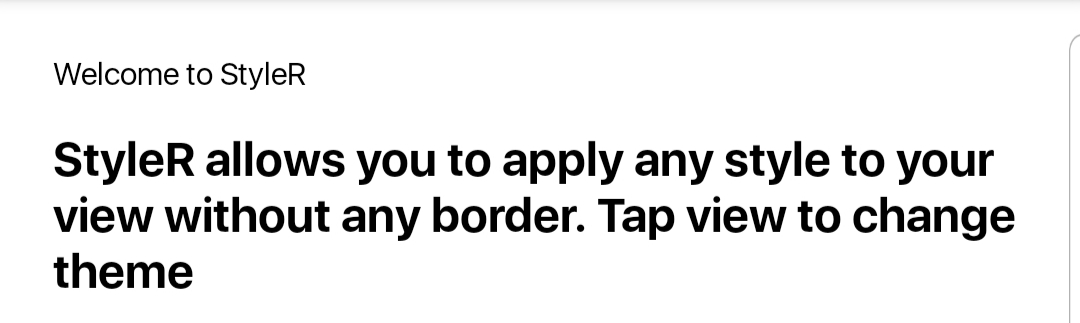 Welcome to StyleR
StyleR allows you to apply any style to your
view without any border. Tap view to change
theme